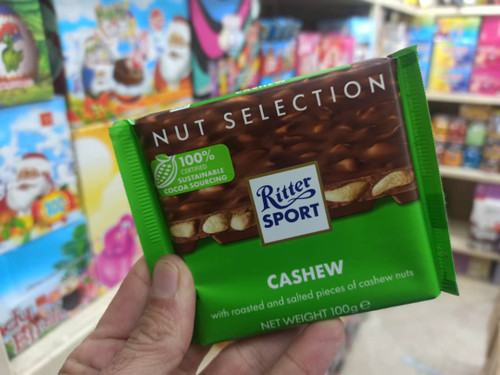 CASHEW
NUT SELECTION
100%
CERTIFIED
SUSTAINABLE
COCOA SOURCING
Ritter
SPORT
CASHEW
with roasted and salted pieces of cashew nuts
NET WEIGHT 100g e